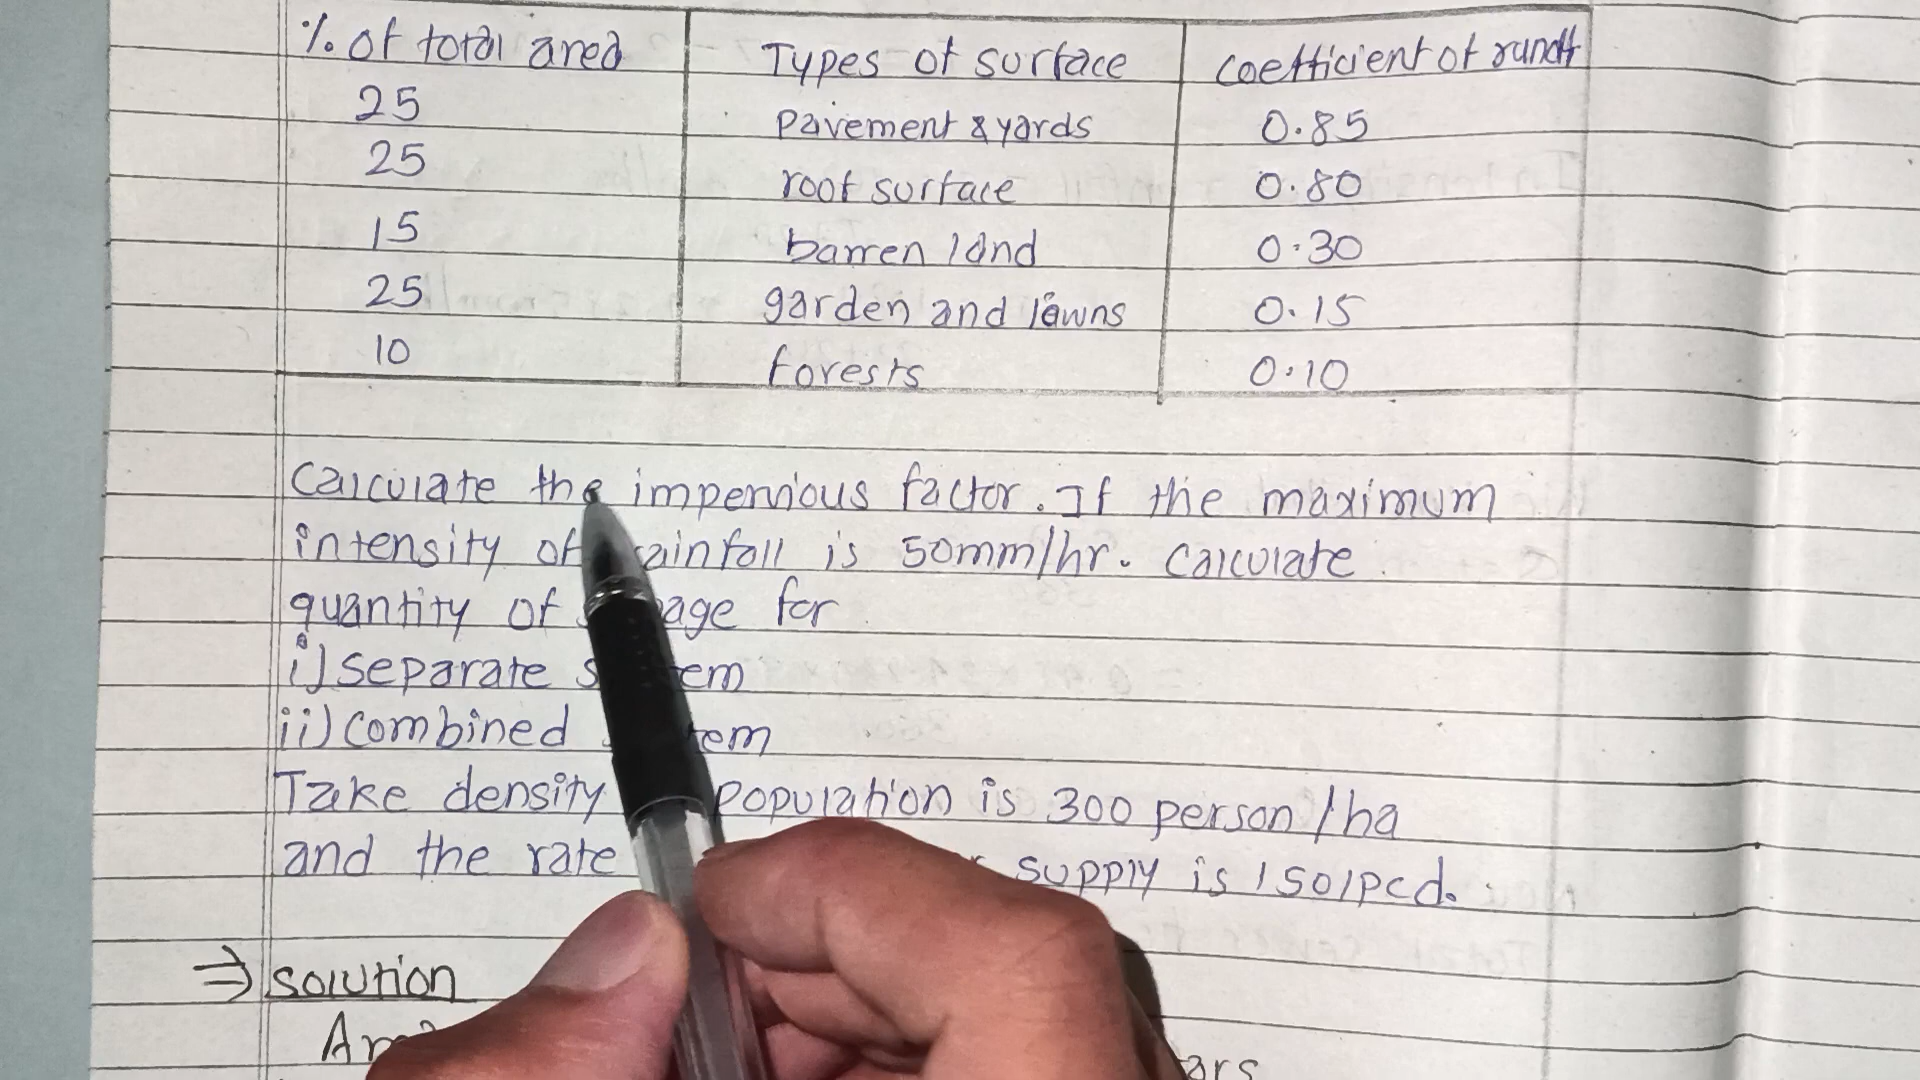 % of total area Types of surface coefficient of runoff
25 Pavement & yards 0.85
25 roof surface 0.80
15 barren land 0.30
25 garden and lawns 0.15
10 forests 0.10
Calculate the impervious factor. If the maximum
intensity of rainfall is 50mm/hr. Calculate
quantity of age for
i) separate s em
ii) combined em
Take density population is 300 person/ha
and the rate supply is 150lpcd.
⇒ solution